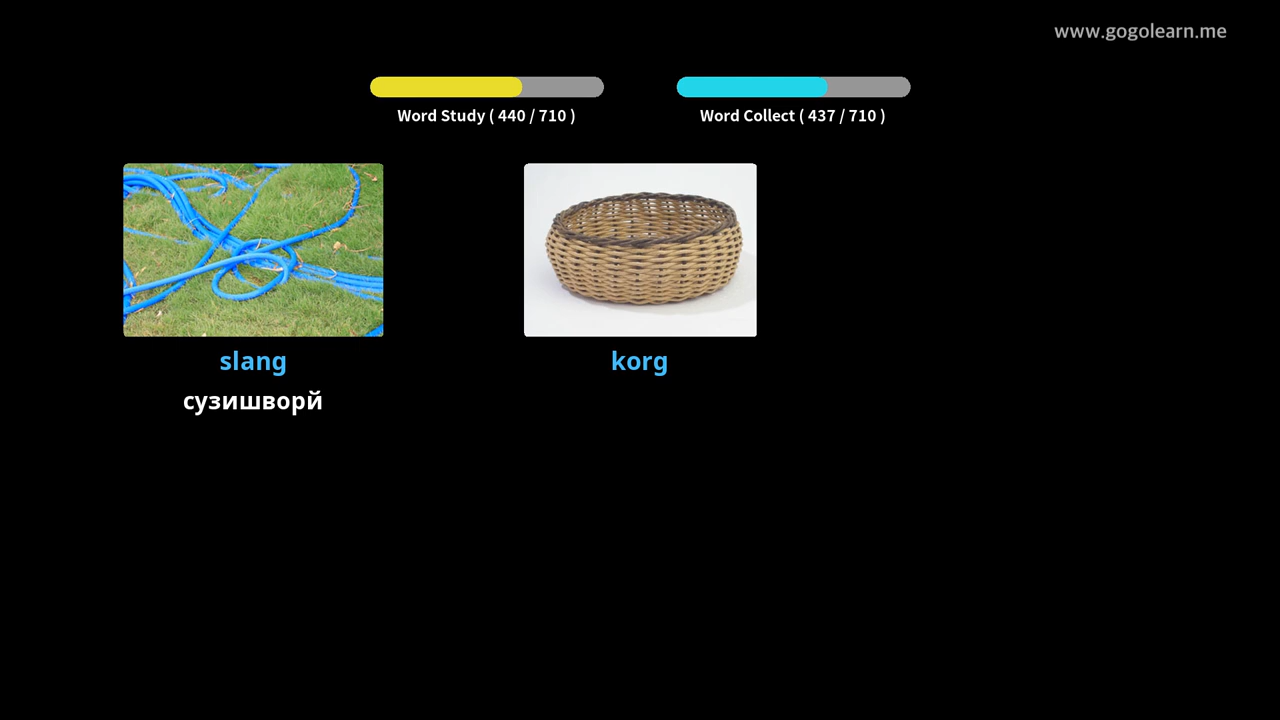 www.gogolearn.me
Word Study ( 440 / 710 )
Word Collect ( 437 / 710 )
slang
korg
сузишворй